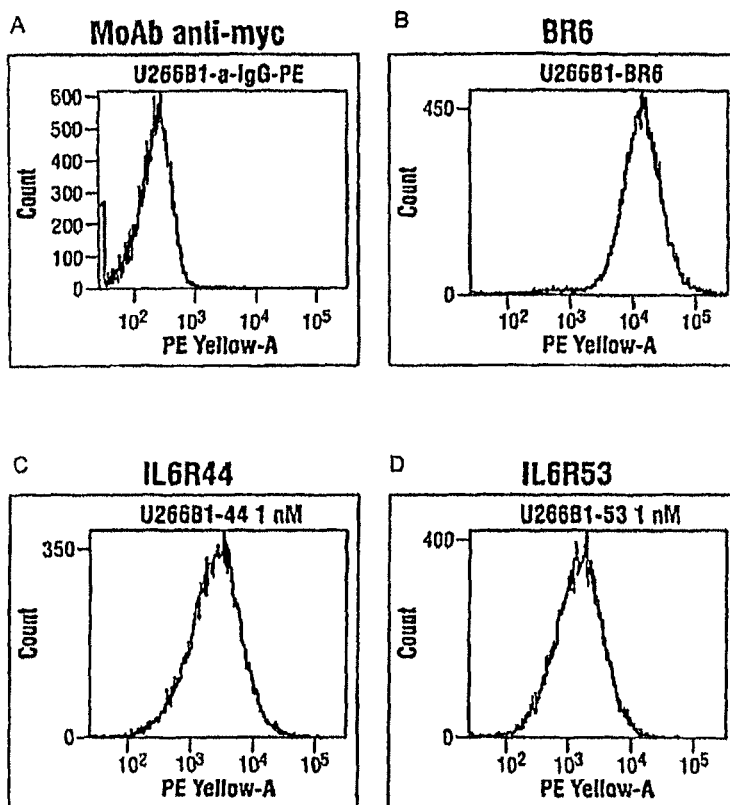 A
MoAb anti-myc
U266B1-a-IgG-PE
600
500
400
300
200
100
0
Count
10²
10³
10⁴
10⁵
PE Yellow-A
B
BR6
U266B1-BR6
450
0
Count
10²
10³
10⁴
10⁵
PE Yellow-A
C
IL6R44
U266B1-44 1 nM
350
0
Count
10²
10³
10⁴
10⁵
PE Yellow-A
D
IL6R53
U266B1-53 1 nM
400
200
0
Count
10²
10³
10⁴
10⁵
PE Yellow-A